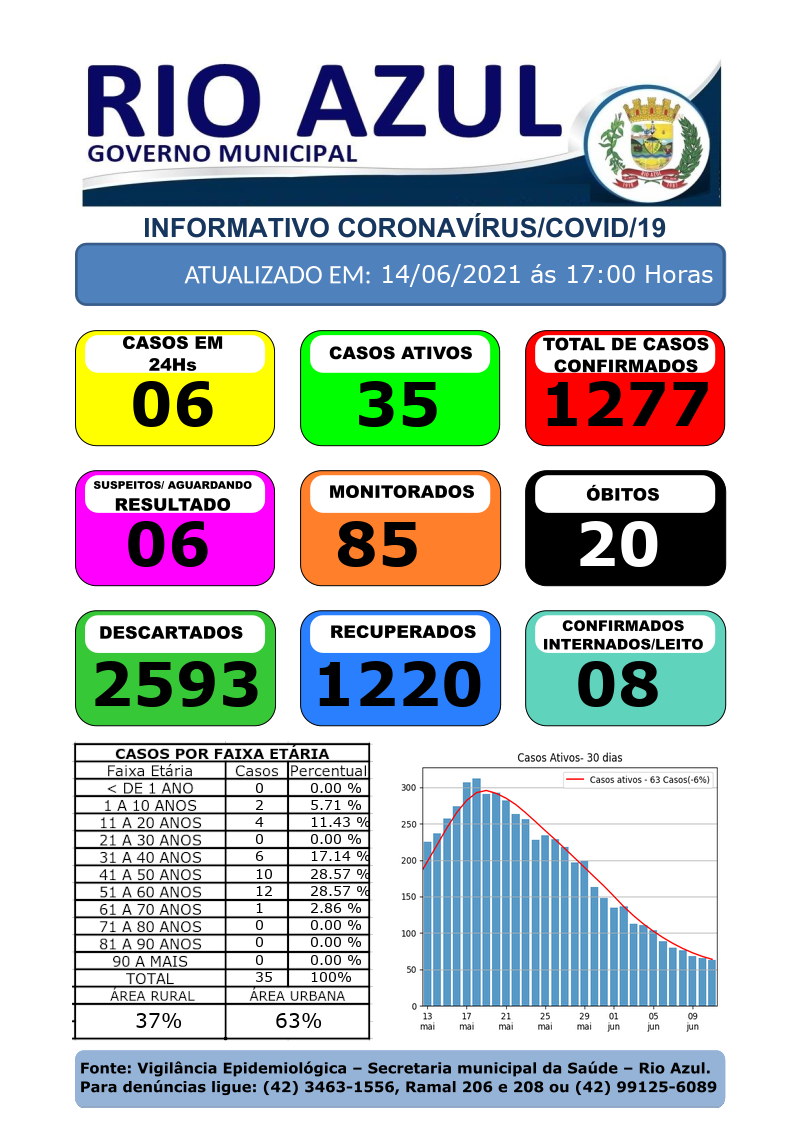 RIO AZUL
GOVERNO MUNICIPAL
RIO AZUL
INFORMATIVO CORONAVÍRUS/COVID/19
ATUALIZADO EM: 14/06/2021 ás 17:00 Horas
CASOS EM
24Hs
06
CASOS ATIVOS
35
TOTAL DE CASOS
CONFIRMADOS
1277
SUSPEITOS/ AGUARDANDO
RESULTADO
06
MONITORADOS
85
ÓBITOS
20
DESCARTADOS
2593
RECUPERADOS
1220
CONFIRMADOS
INTERNADOS/LEITO
08
CASOS POR FAIXA ETÁRIA
Faixa Etária Casos Percentual
< DE 1 ANO 0 0.00 %
1 A 10 ANOS 2 5.71 %
11 A 20 ANOS 4 11.43 %
21 A 30 ANOS 0 0.00 %
31 A 40 ANOS 6 17.14 %
41 A 50 ANOS 10 28.57 %
51 A 60 ANOS 12 28.57 %
61 A 70 ANOS 1 2.86 %
71 A 80 ANOS 0 0.00 %
81 A 90 ANOS 0 0.00 %
90 A MAIS 0 0.00 %
TOTAL 35 100%
ÁREA RURAL ÁREA URBANA
37% 63%
Casos Ativos- 30 dias
Casos ativos - 63 Casos(-6%)
300
250
200
150
100
50
0
13 17 21 25 29 01 05 09
mai mai mai mai mai jun jun jun
Fonte: Vigilância Epidemiológica – Secretaria municipal da Saúde – Rio Azul.
Para denúncias ligue: (42) 3463-1556, Ramal 206 e 208 ou (42) 99125-6089